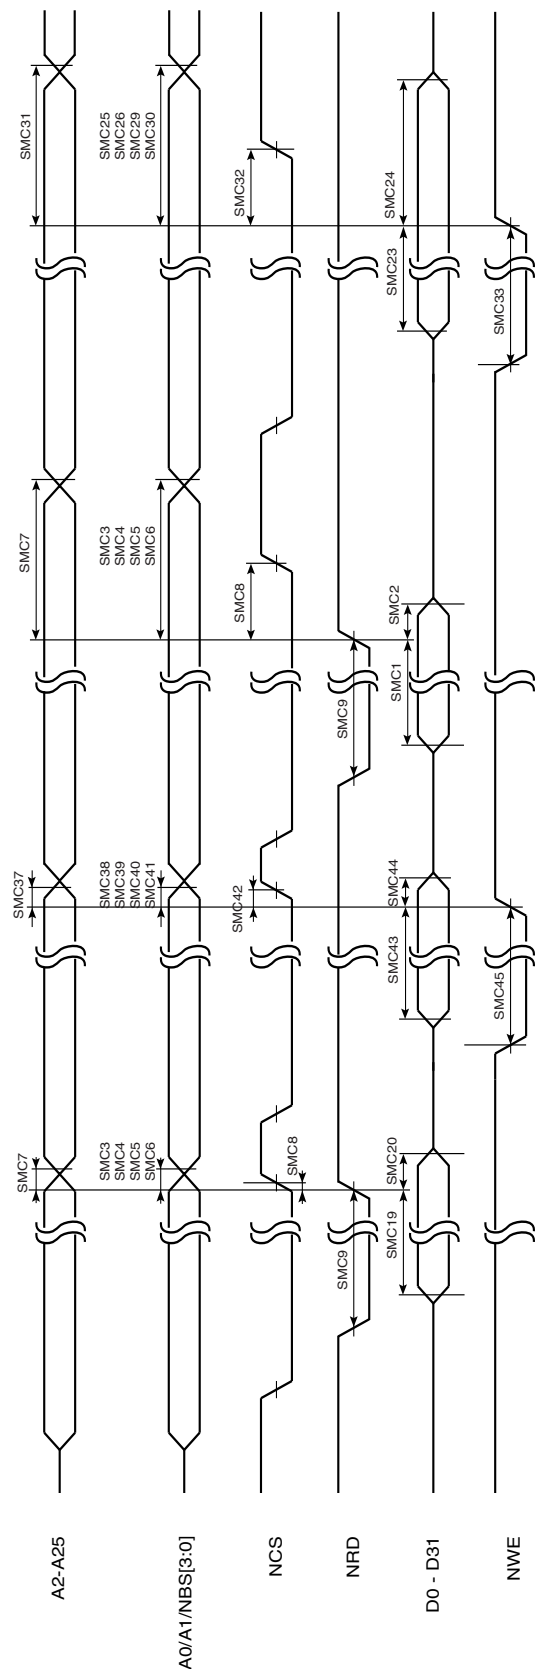 A2-A25
SMC7
SMC37
SMC7
SMC31
A0/A1/NBS[3:0]
SMC3
SMC4
SMC5
SMC6
SMC38
SMC39
SMC40
SMC41
SMC3
SMC4
SMC5
SMC6
SMC25
SMC26
SMC29
SMC30
NCS
SMC8
SMC42
SMC8
SMC32
NRD
SMC9
SMC9
D0 - D31
SMC19
SMC20
SMC43
SMC44
SMC1
SMC2
SMC23
SMC24
NWE
SMC45
SMC33